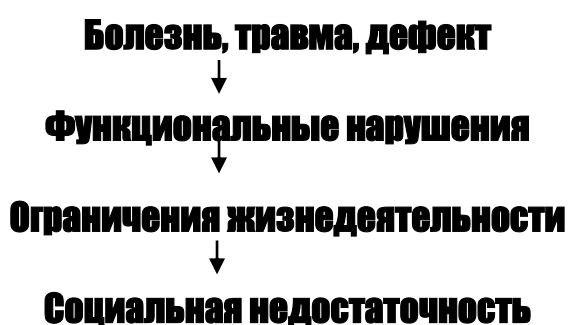 Болезнь, травма, дефект
Функциональные нарушения
Ограничения жизнедеятельности
Социальная недостаточность